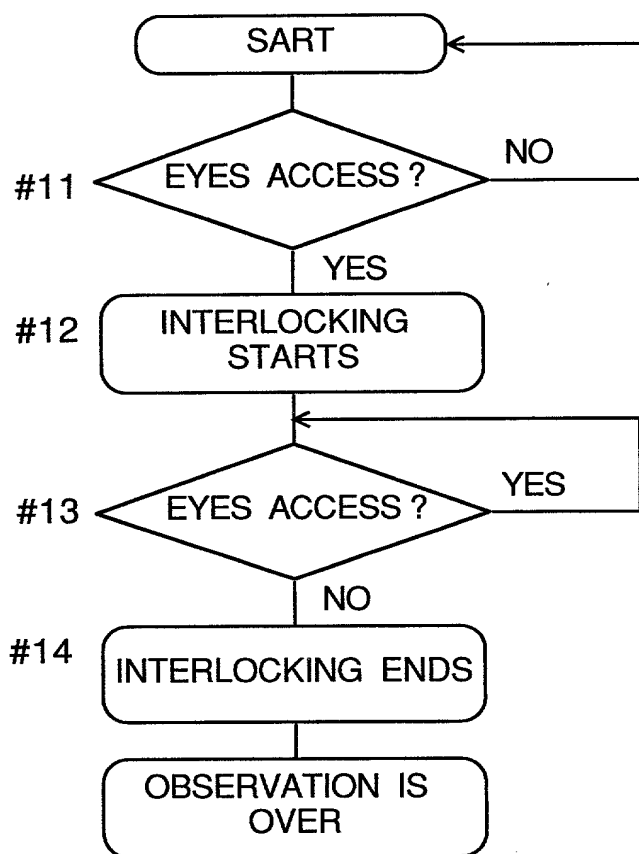 SART
#11
EYES ACCESS ?
NO
YES
#12
INTERLOCKING
STARTS
#13
EYES ACCESS ?
YES
NO
#14
INTERLOCKING ENDS
OBSERVATION IS
OVER